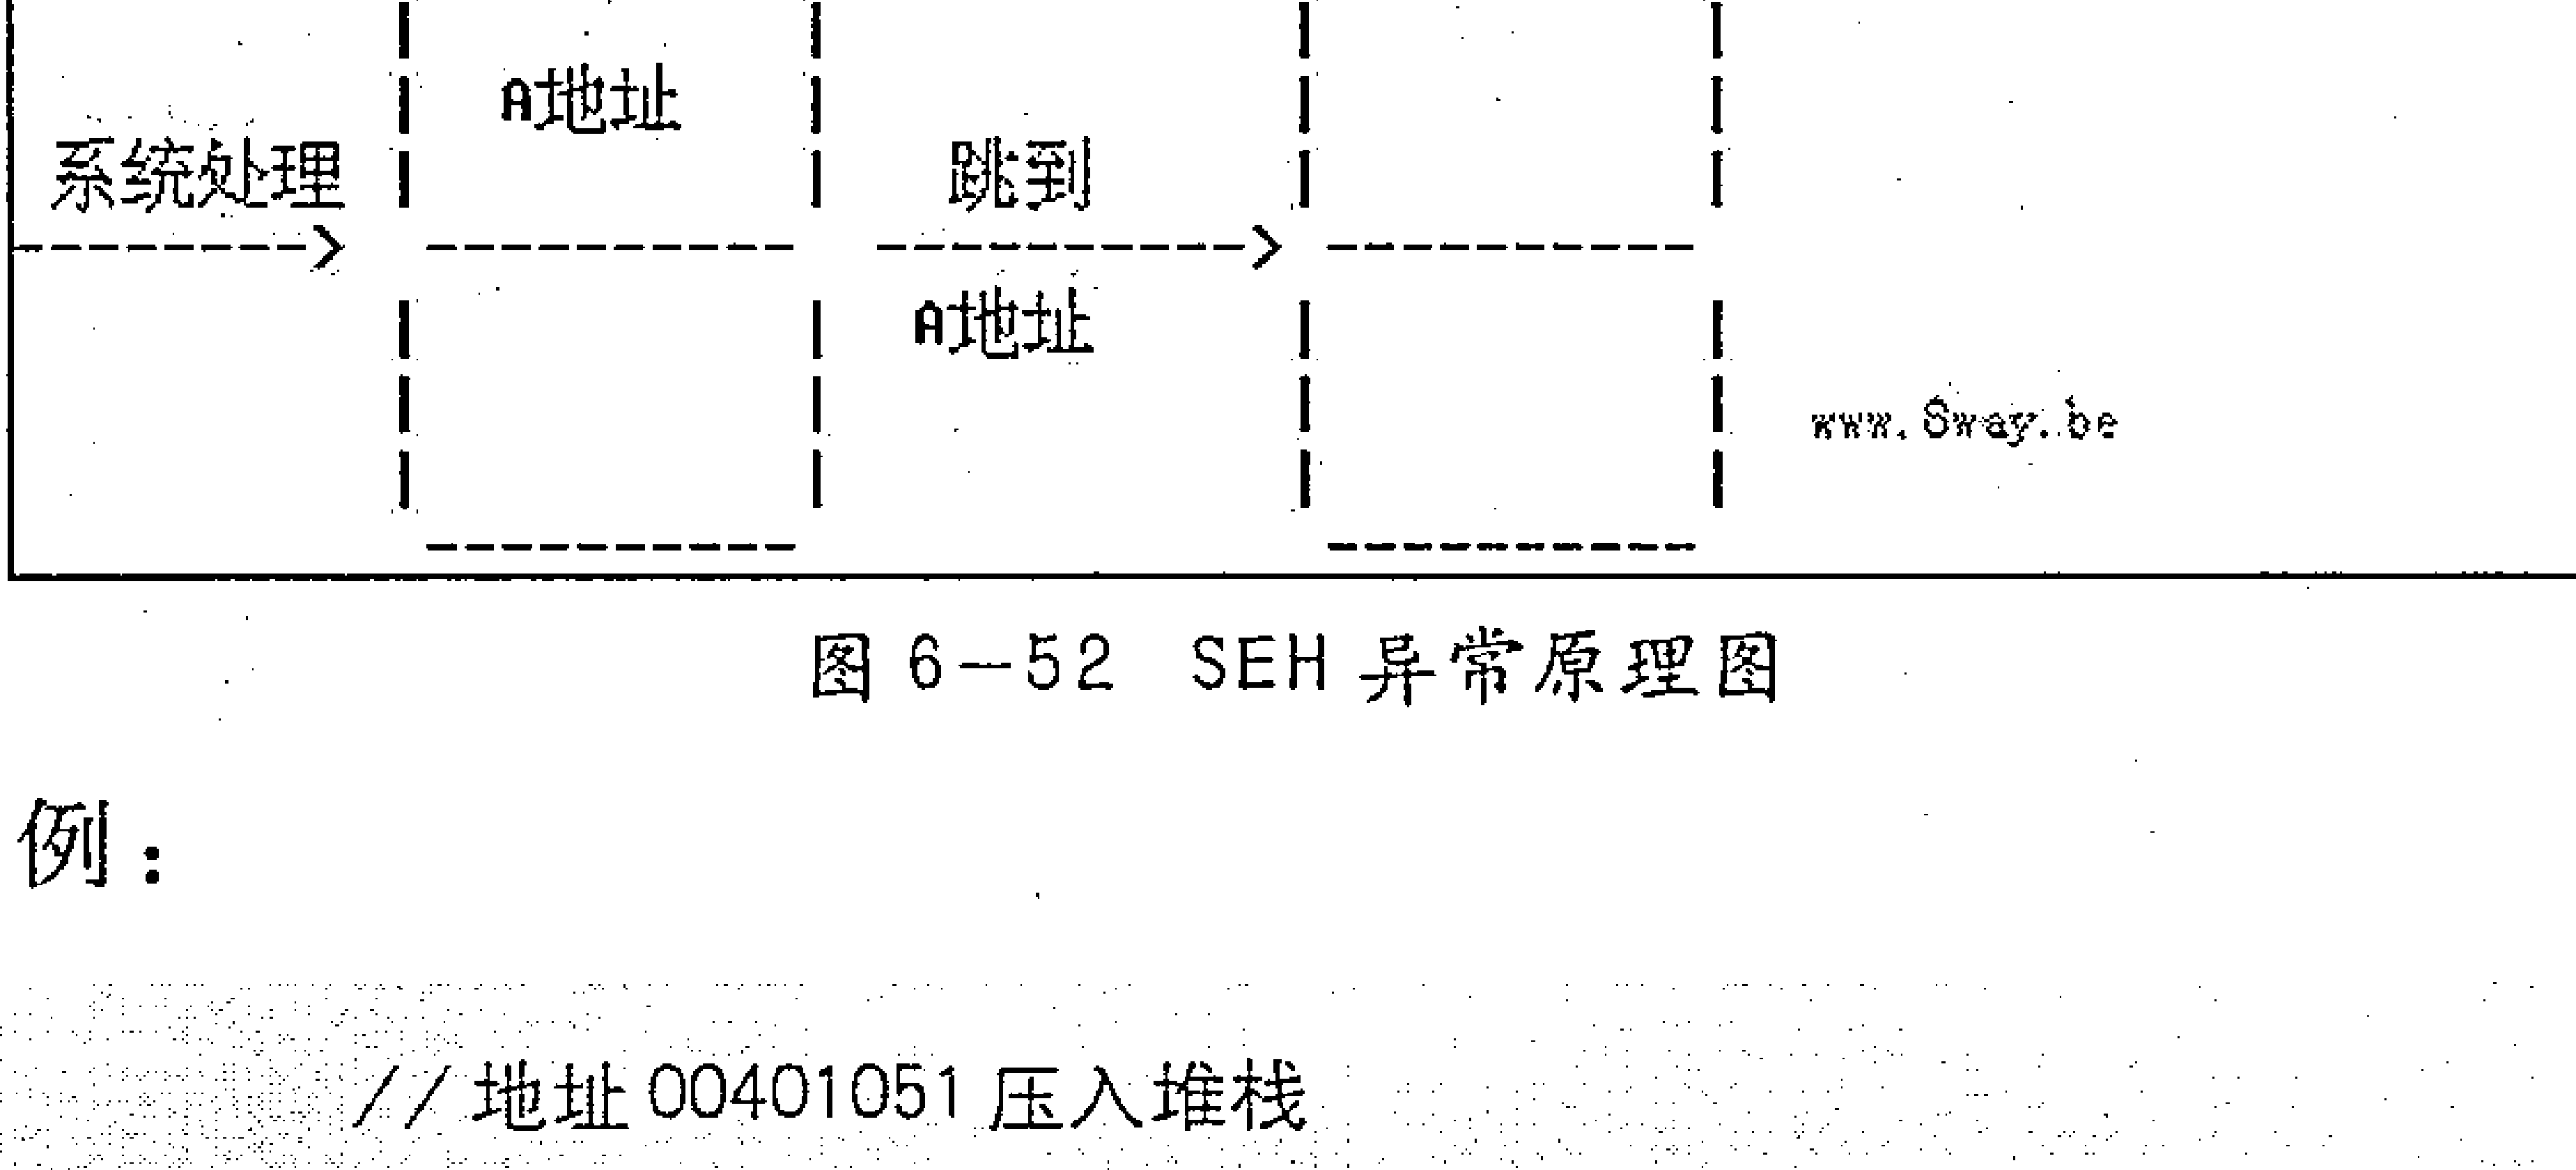 A地址
系统处理
跳到
A地址
www.6way.be
图 6-52 SEH 异常原理图
例：
//地址 00401051 压入堆栈